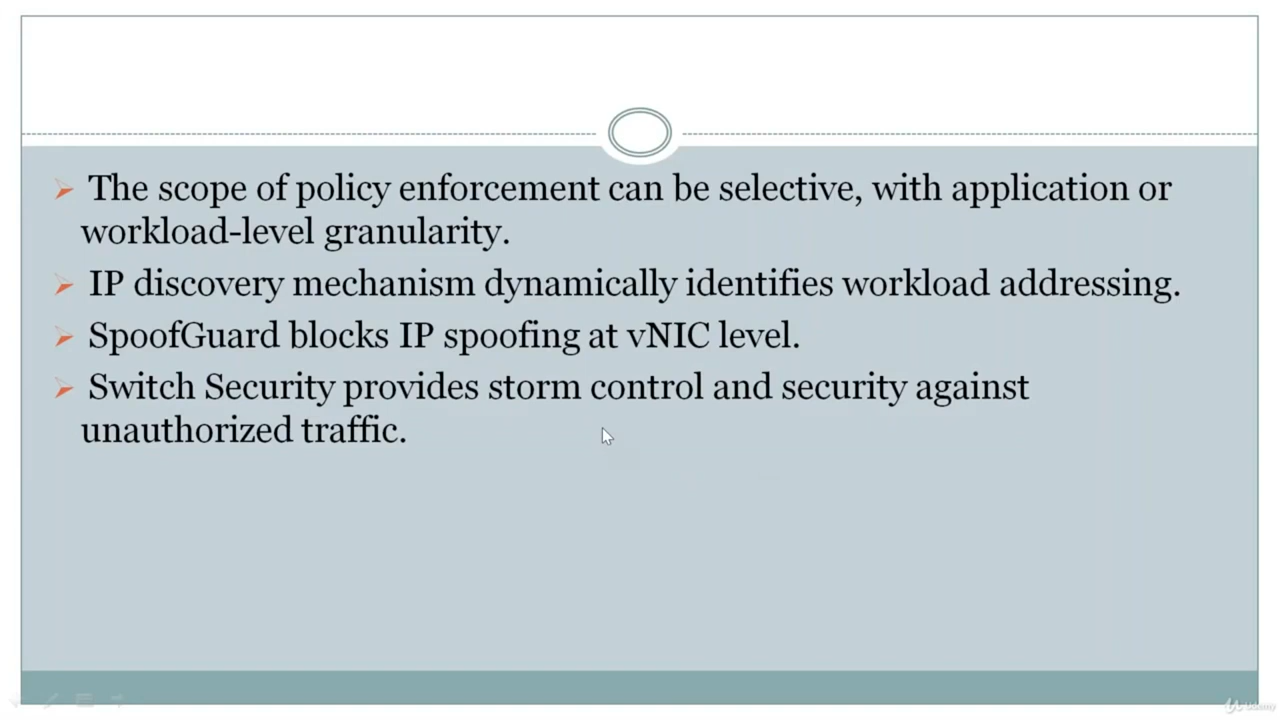 ➢ The scope of policy enforcement can be selective, with application or
workload-level granularity.
➢ IP discovery mechanism dynamically identifies workload addressing.
➢ SpoofGuard blocks IP spoofing at vNIC level.
➢ Switch Security provides storm control and security against
unauthorized traffic.
Udemy